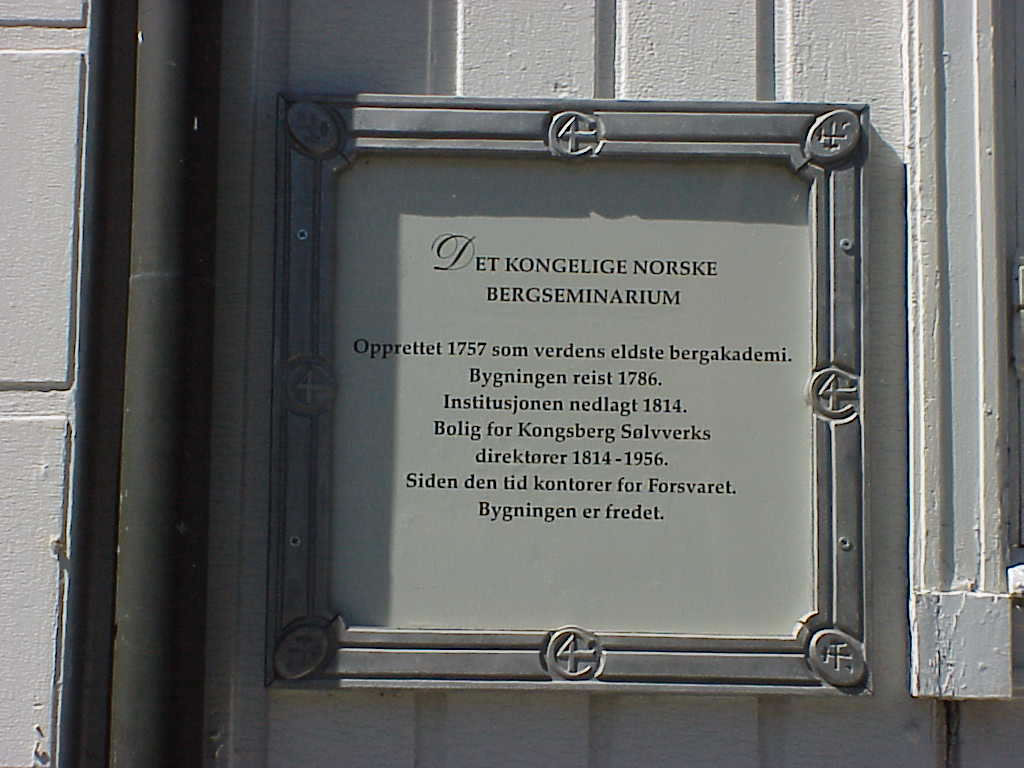 DET KONGELIGE NORSKE
BERGSEMINARIUM
Opprettet 1757 som verdens eldste bergakademi.
Bygningen reist 1786.
Institusjonen nedlagt 1814.
Bolig for Kongsberg Sølvverks
direktører 1814-1956.
Siden den tid kontorer for Forsvaret.
Bygningen er fredet.